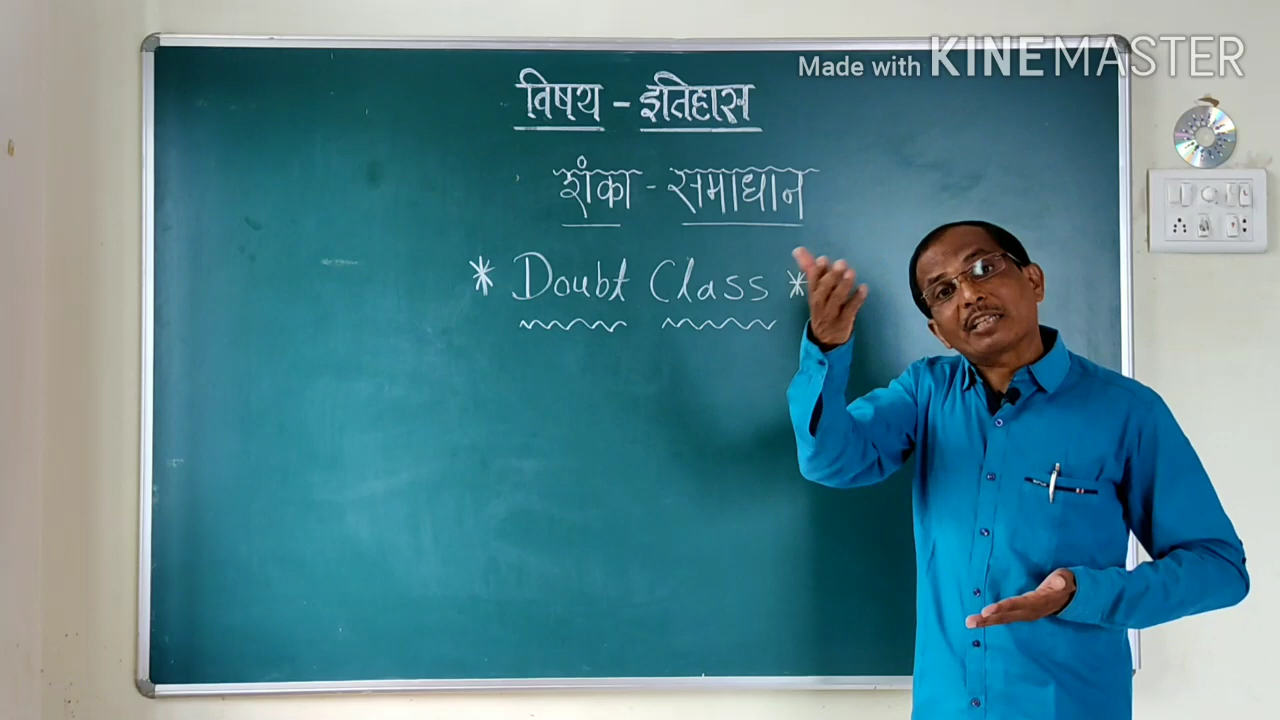 Made with KINEMASTER
विषय - इतिहास
शंका - समाधान
* Doubt Class *